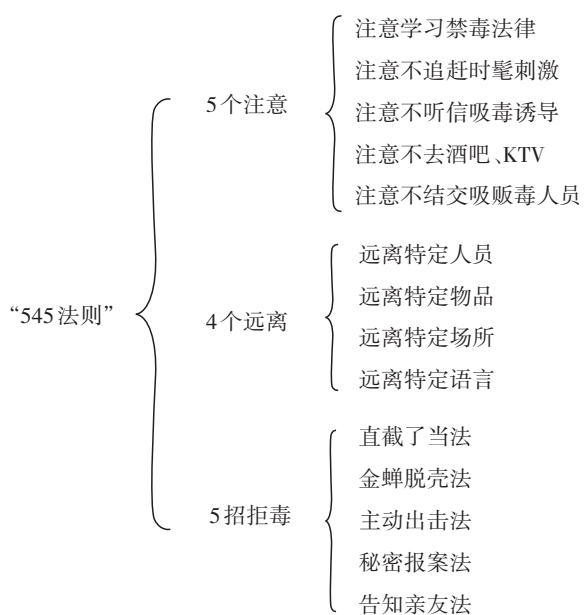 “545法则”
5个注意
注意学习禁毒法律
注意不追赶时髦刺激
注意不听信吸毒诱导
注意不去酒吧、KTV
注意不结交吸贩毒人员
4个远离
远离特定人员
远离特定物品
远离特定场所
远离特定语言
5招拒毒
直截了当法
金蝉脱壳法
主动出击法
秘密报案法
告知亲友法